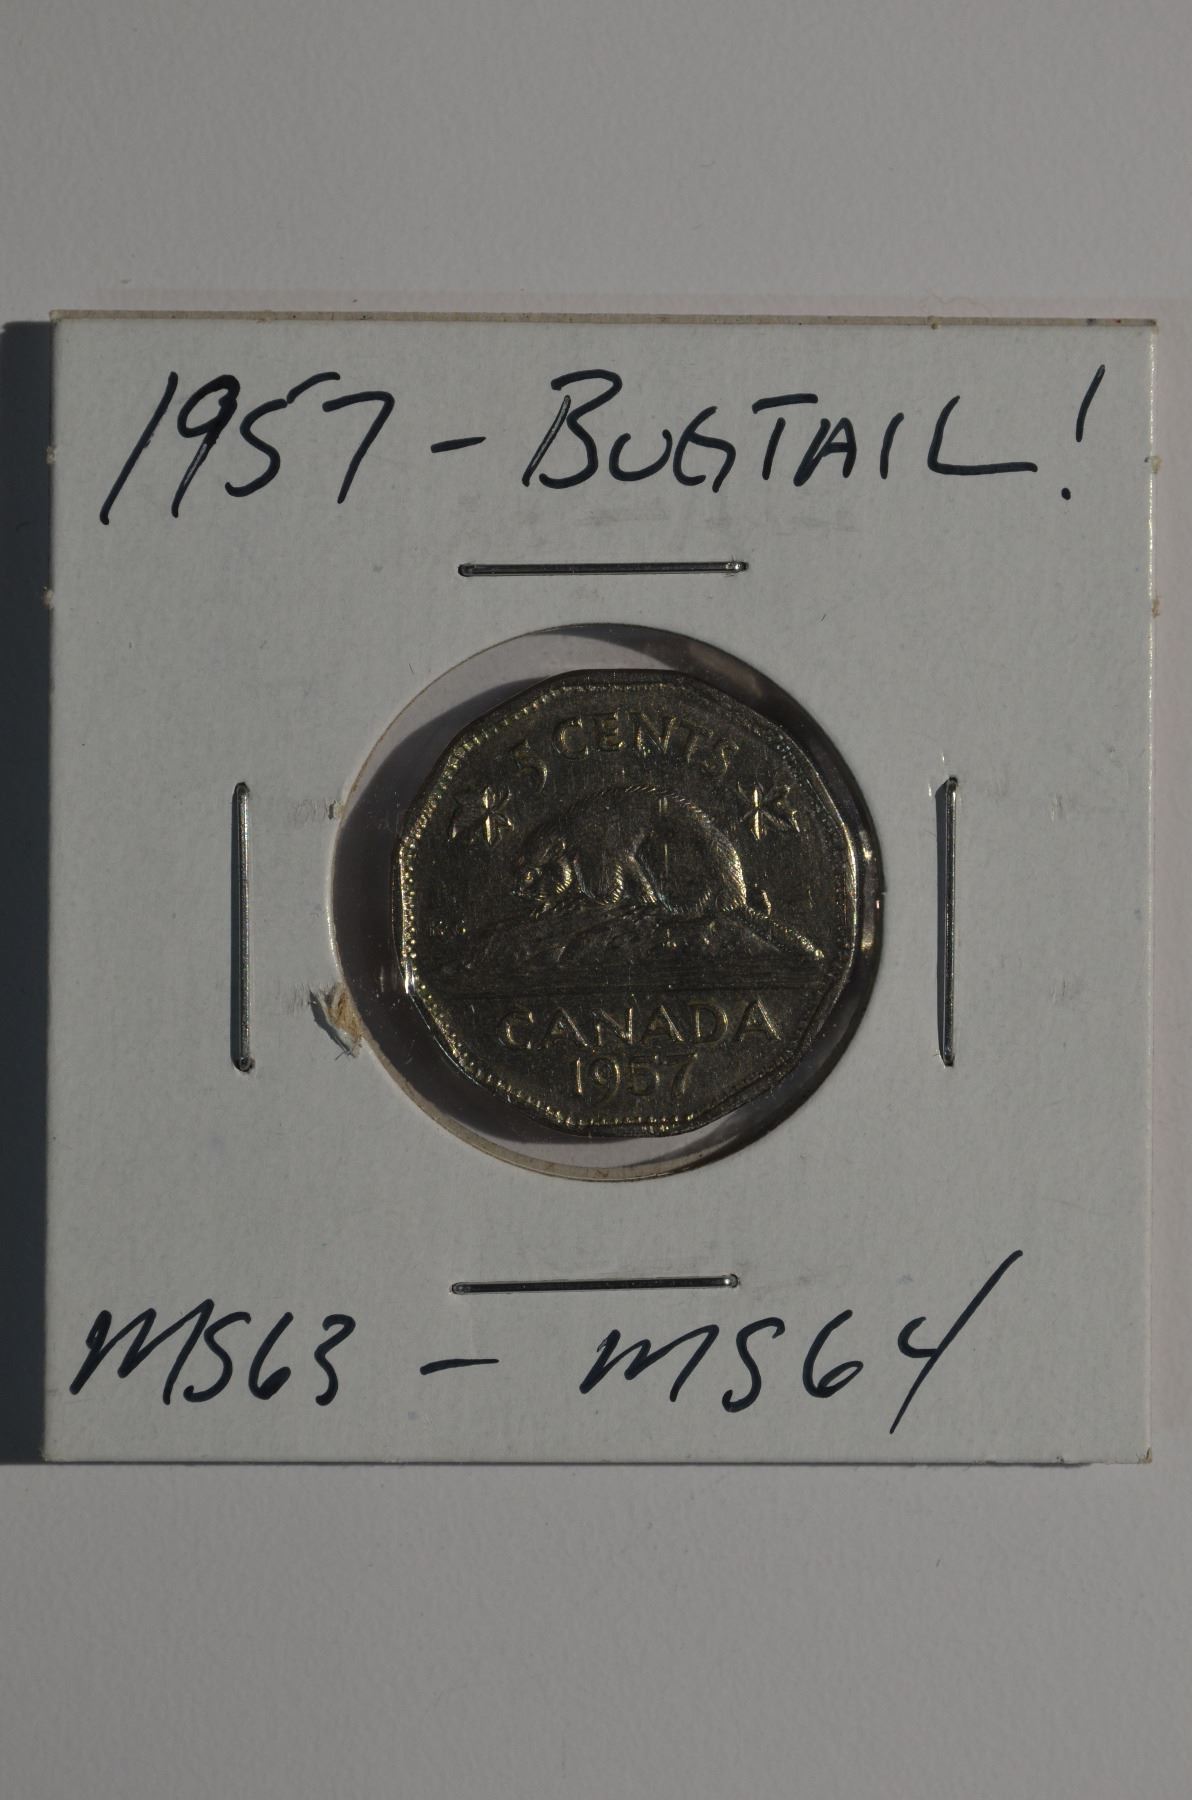 1957 - BUGTAIL!
5 CENTS
CANADA
1957
MS63 - MS64